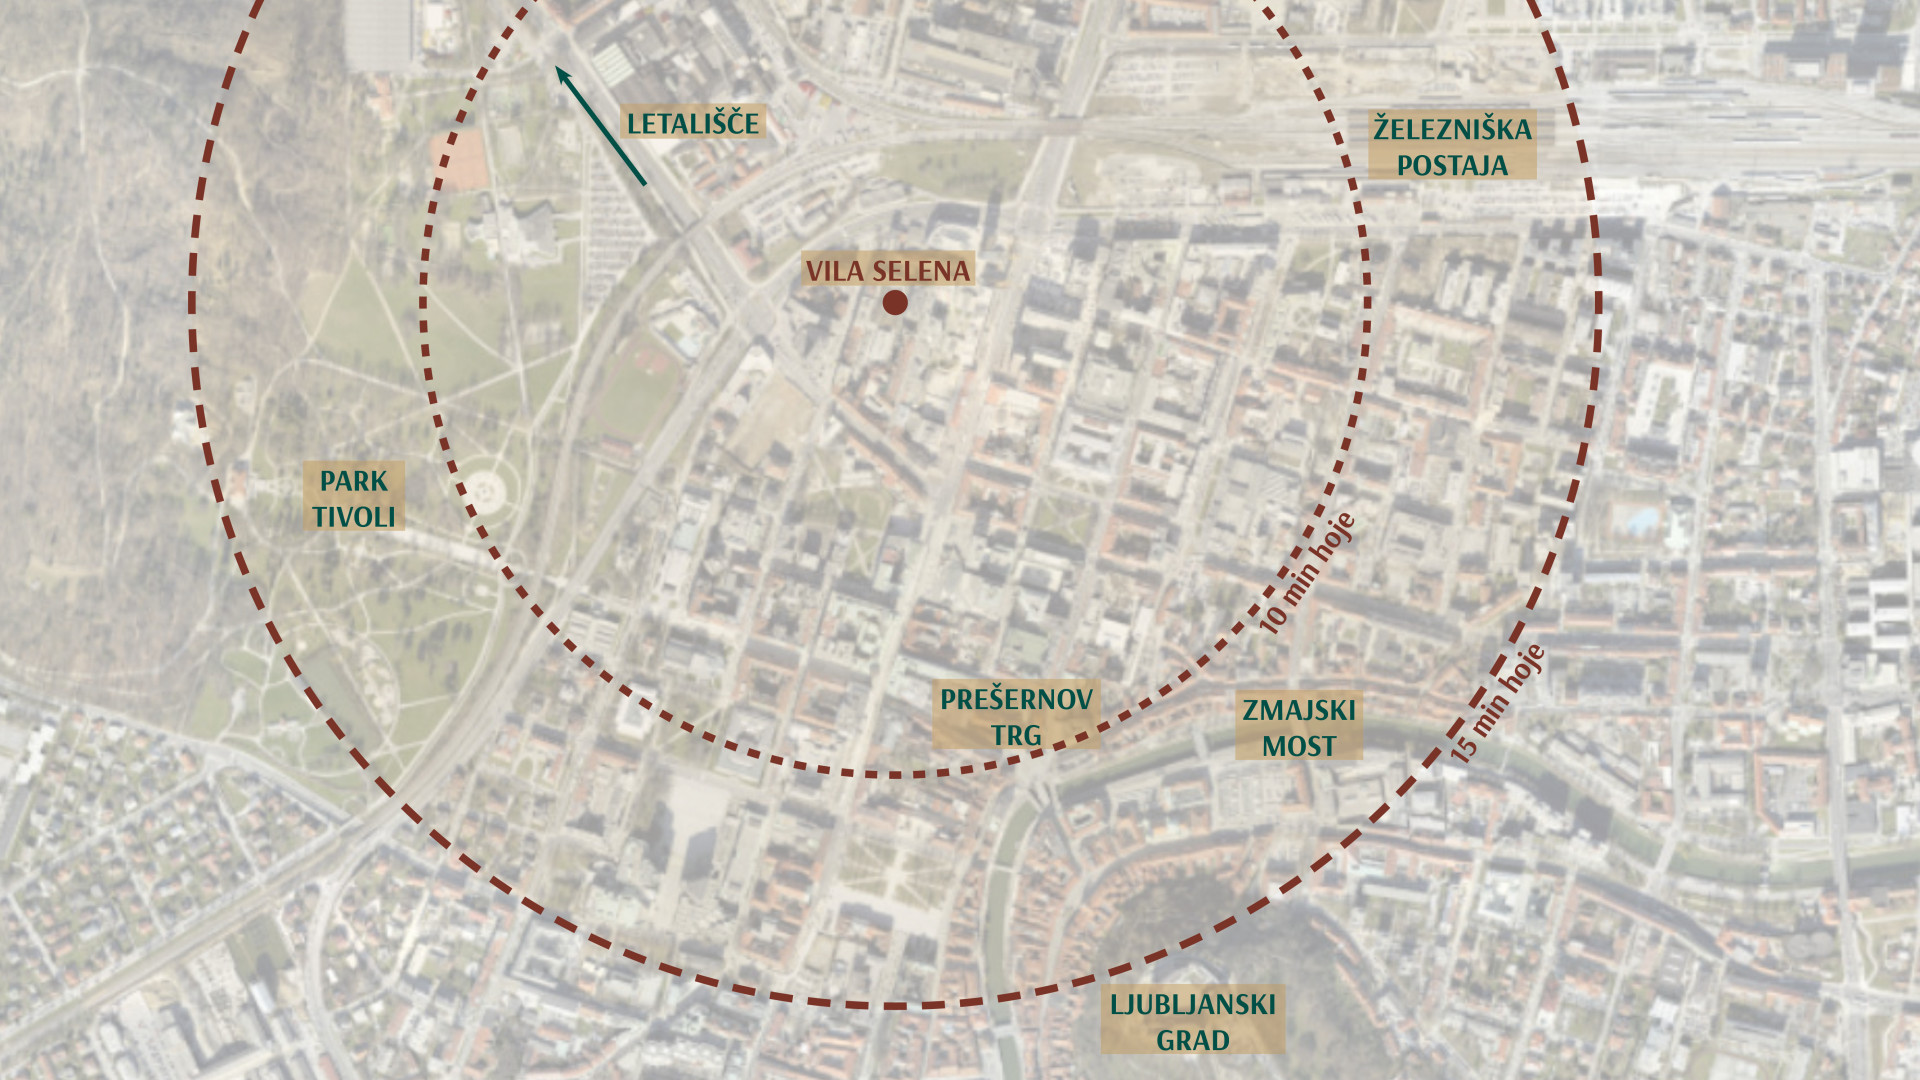 LETALIŠČE
ŽELEZNIŠKA
POSTAJA
VILA SELENA
PARK
TIVOLI
10 min hoje
15 min hoje
PREŠERNOV
TRG
ZMAJSKI
MOST
LJUBLJANSKI
GRAD